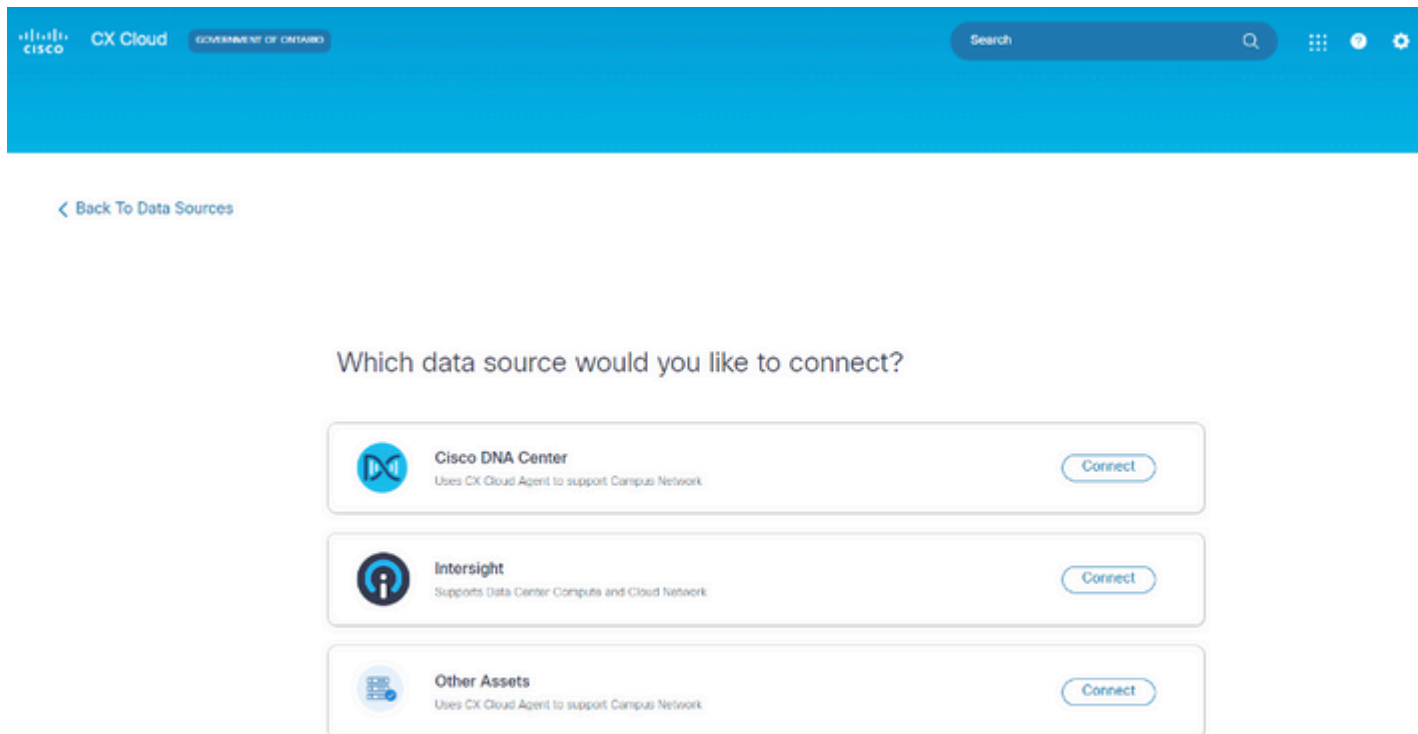 cisco CX Cloud GOVERNMENT OF ONTARIO Search
Back To Data Sources
Which data source would you like to connect?
Cisco DNA Center
Uses CX Cloud Agent to support Campus Network
Connect
Intersight
Supports Data Center Compute and Cloud Network
Connect
Other Assets
Uses CX Cloud Agent to support Campus Network
Connect